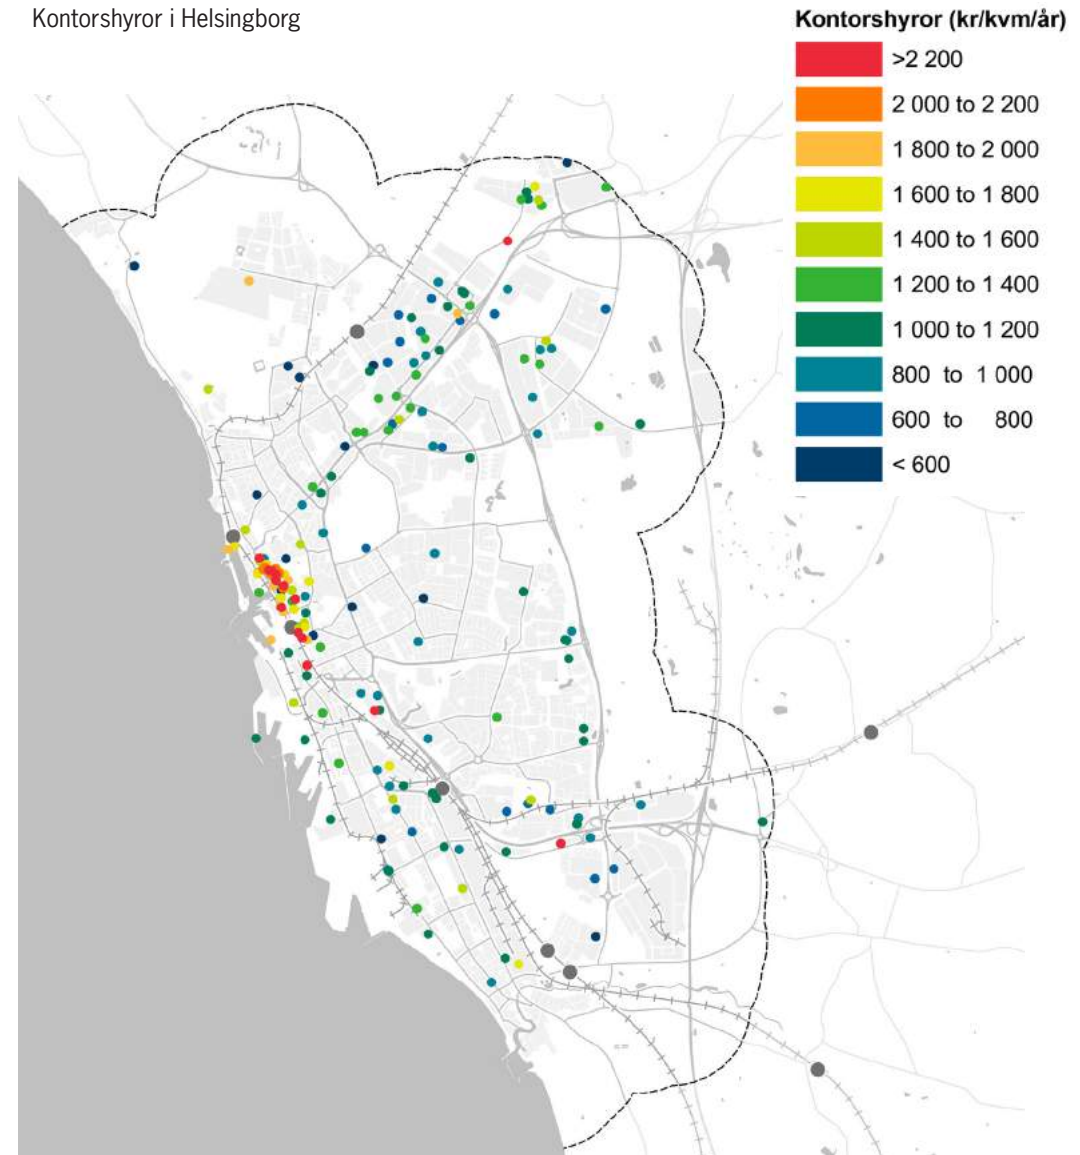 Kontorshyror i Helsingborg
Kontorshyror (kr/kvm/år)
>2 200
2 000 to 2 200
1 800 to 2 000
1 600 to 1 800
1 400 to 1 600
1 200 to 1 400
1 000 to 1 200
800 to 1 000
600 to 800
< 600